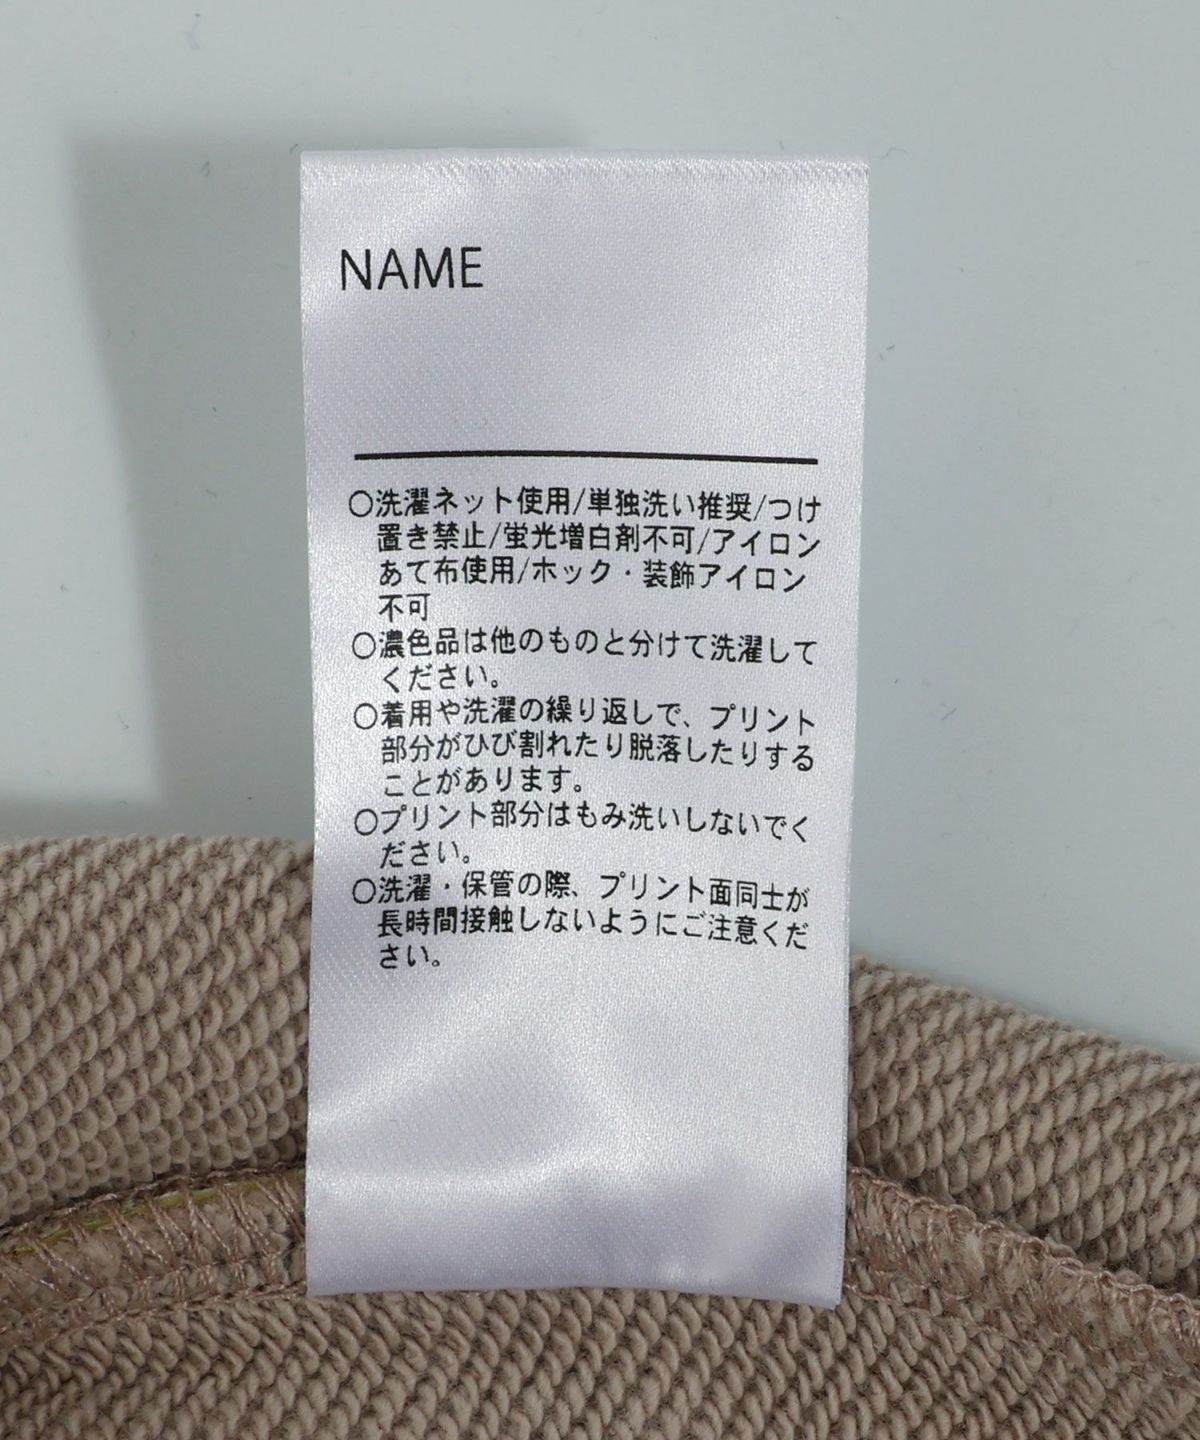 NAME
○洗濯ネット使用/単独洗い推奨/つけ
置き禁止/蛍光増白剤不可/アイロン
あて布使用/ホック・装飾アイロン
不可
○濃色品は他のものと分けて洗濯して
ください。
○着用や洗濯の繰り返しで、プリント
部分がひび割れたり脱落したりする
ことがあります。
○プリント部分はもみ洗いしないでく
ださい。
○洗濯・保管の際、プリント面同士が
長時間接触しないようにご注意くだ
さい。